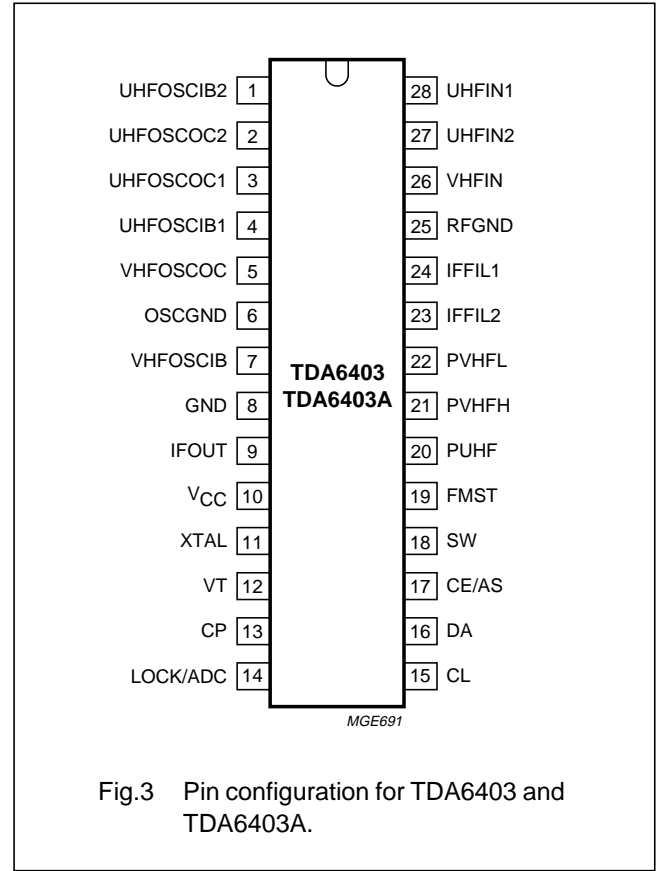 UHFOSCIB2 1 28 UHFIN1
UHFOSCOC2 2 27 UHFIN2
UHFOSCOC1 3 26 VHFIN
UHFOSCIB1 4 25 RFGND
VHFOSCOC 5 24 IFFIL1
OSCGND 6 23 IFFIL2
VHFOSCIB 7 22 PVHFL
TDA6403
GND 8 TDA6403A 21 PVHFH
IFOUT 9 20 PUHF
VCC 10 19 FMST
XTAL 11 18 SW
VT 12 17 CE/AS
CP 13 16 DA
LOCK/ADC 14 15 CL
MGE691
Fig.3 Pin configuration for TDA6403 and
TDA6403A.